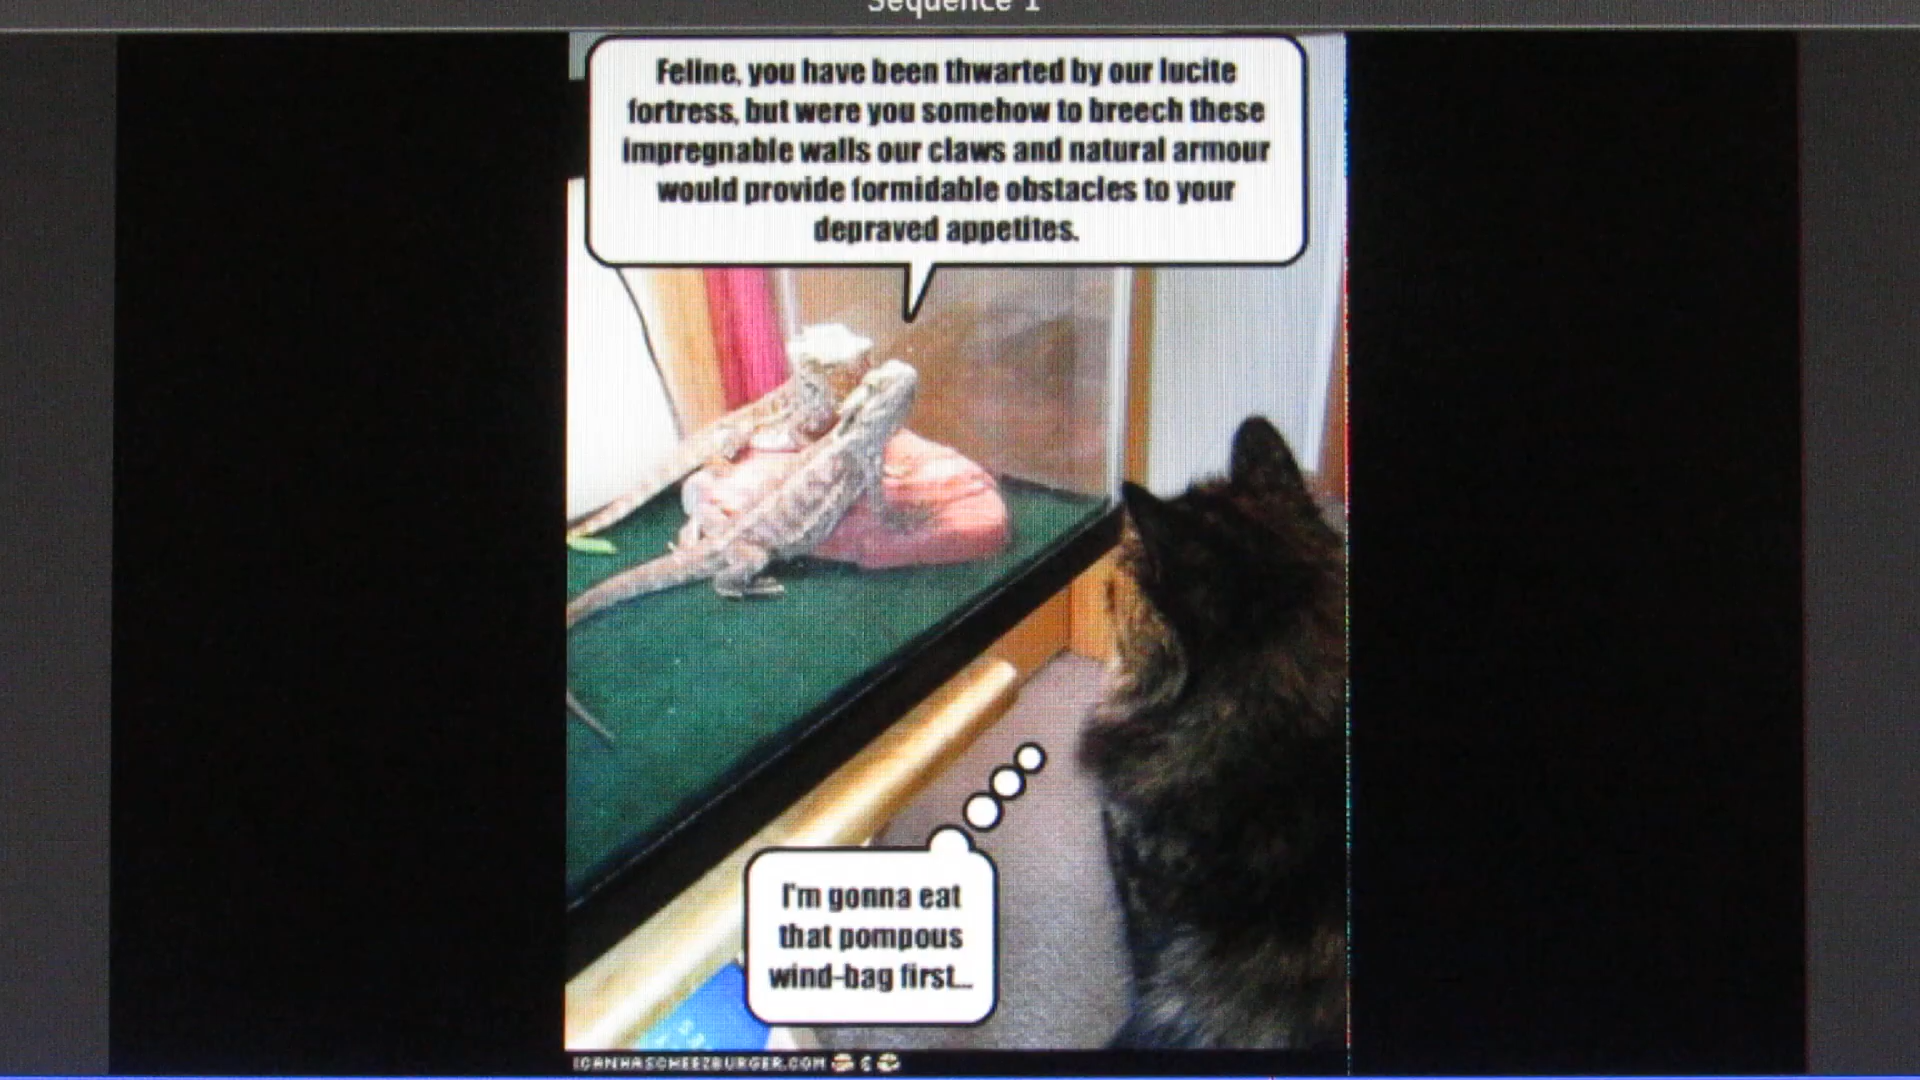 Sequence 1
Feline, you have been thwarted by our lucite
fortress, but were you somehow to breech these
impregnable walls our claws and natural armour
would provide formidable obstacles to your
depraved appetites.
I'm gonna eat
that pompous
wind-bag first...
ICANHASCHEEZBURGER.COM